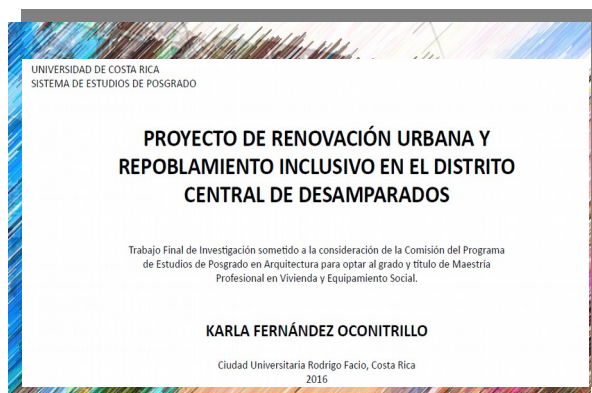 UNIVERSIDAD DE COSTA RICA
SISTEMA DE ESTUDIOS DE POSGRADO
PROYECTO DE RENOVACIÓN URBANA Y
REPOBLAMIENTO INCLUSIVO EN EL DISTRITO
CENTRAL DE DESAMPARADOS
Trabajo Final de Investigación sometido a la consideración de la Comisión del Programa
de Estudios de Posgrado en Arquitectura para optar al grado y título de Maestría
Profesional en Vivienda y Equipamiento Social.
KARLA FERNÁNDEZ OCONITRILLO
Ciudad Universitaria Rodrigo Facio, Costa Rica
2016